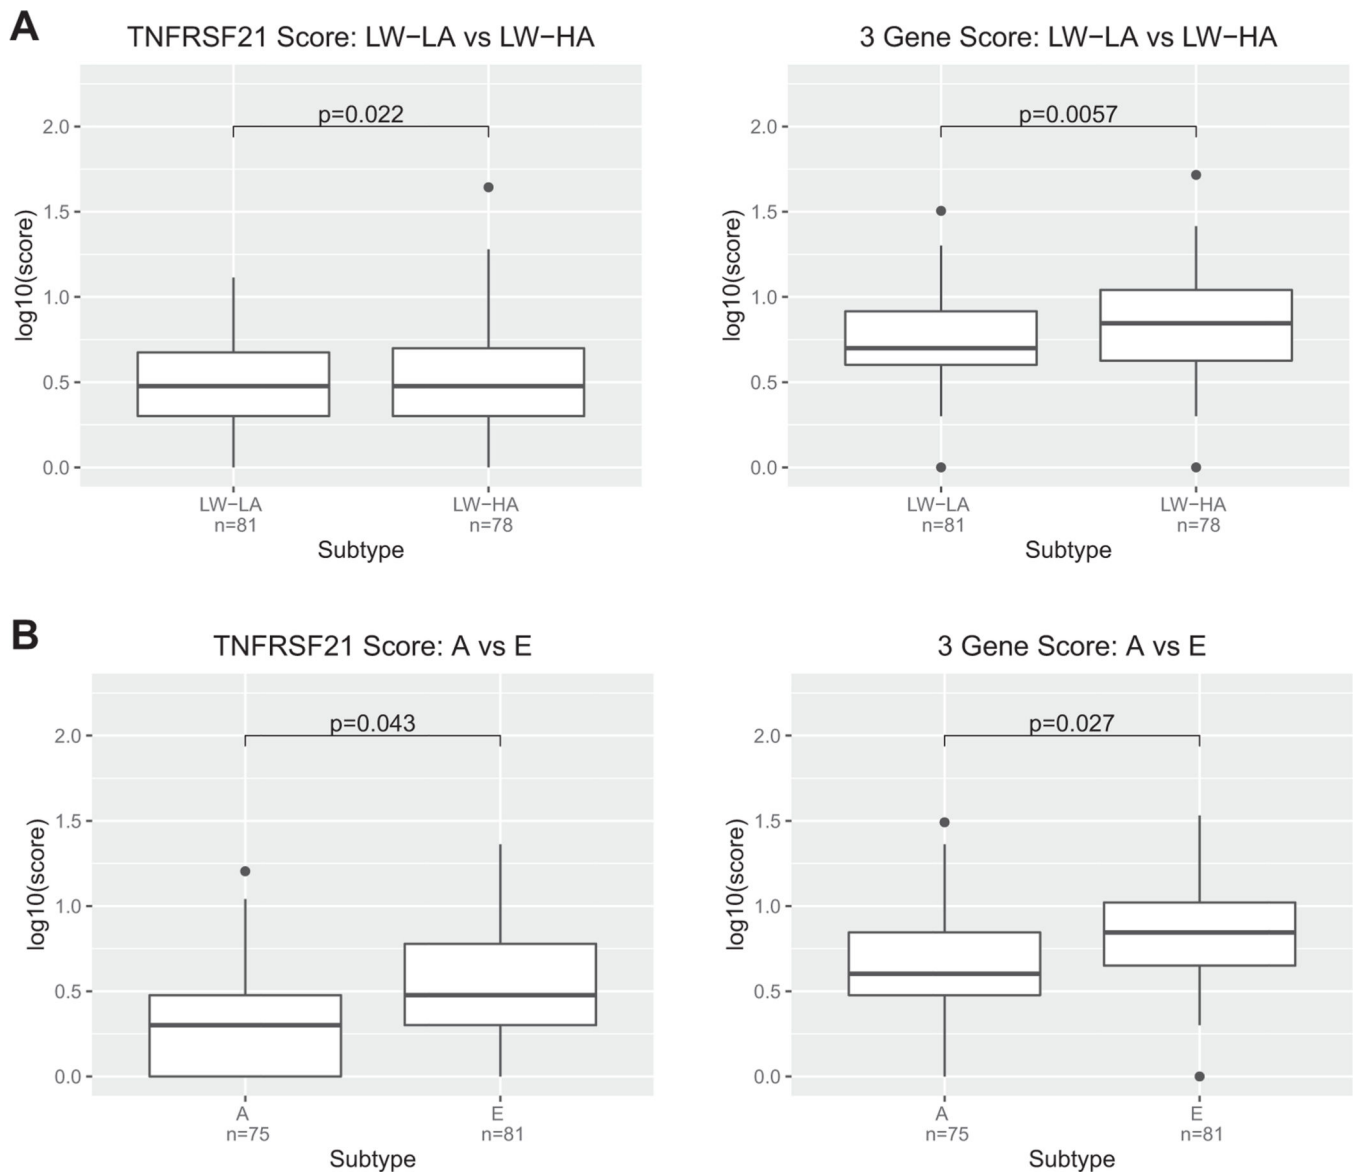 A
TNFRSF21 Score: LW−LA vs LW−HA
p=0.022
2.0
1.5
1.0
0.5
0.0
log10(score)
LW−LA
n=81
LW−HA
n=78
Subtype
3 Gene Score: LW−LA vs LW−HA
p=0.0057
2.0
1.5
1.0
0.5
0.0
log10(score)
LW−LA
n=81
LW−HA
n=78
Subtype
B
TNFRSF21 Score: A vs E
p=0.043
2.0
1.5
1.0
0.5
0.0
log10(score)
A
n=75
E
n=81
Subtype
3 Gene Score: A vs E
p=0.027
2.0
1.5
1.0
0.5
0.0
log10(score)
A
n=75
E
n=81
Subtype